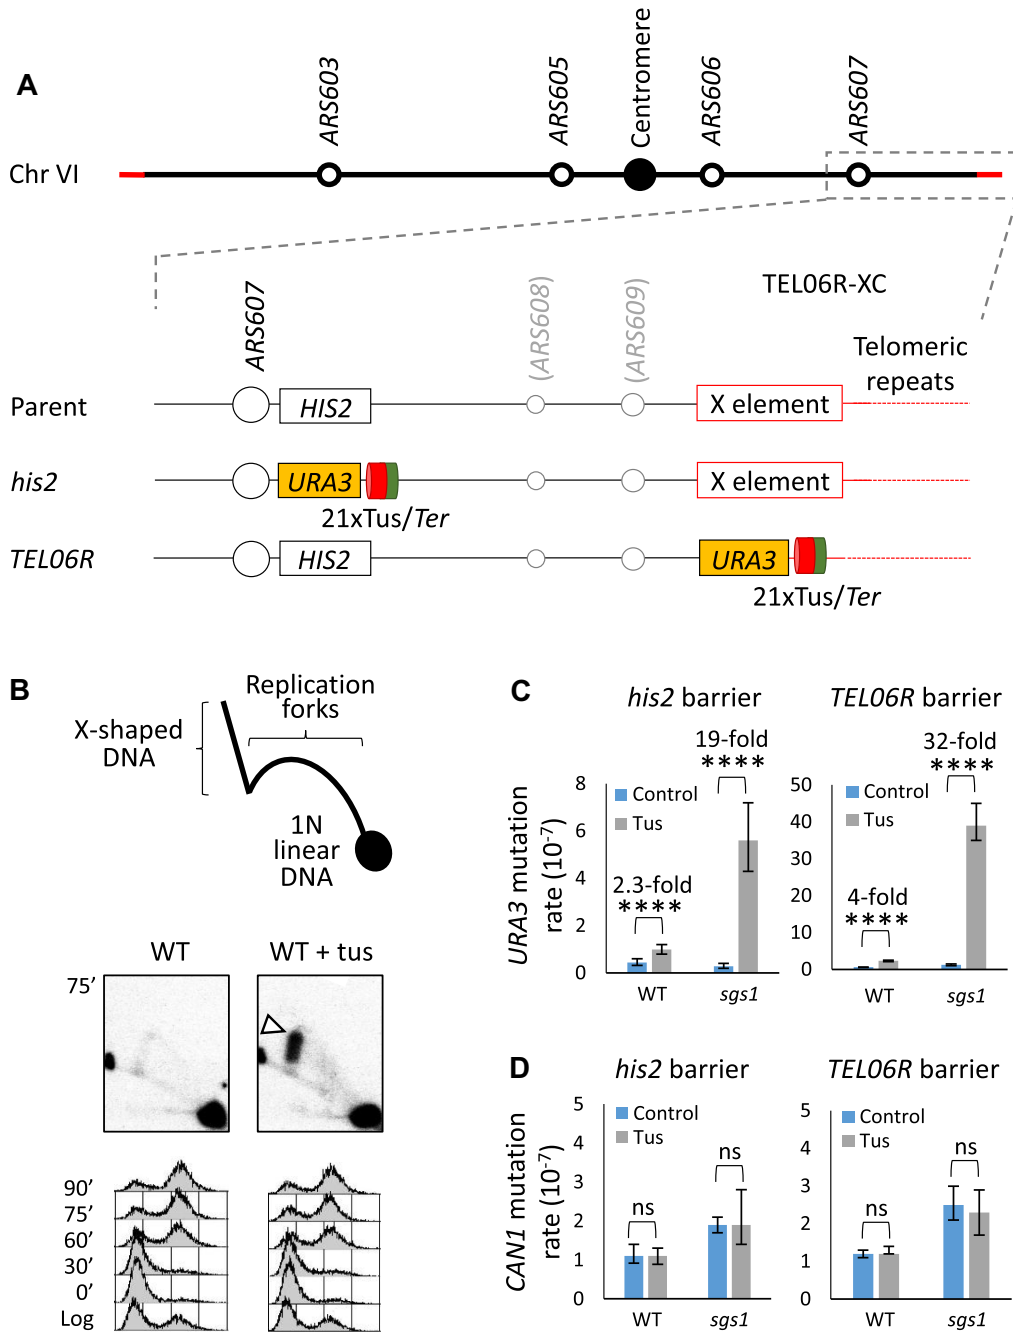 A
ARS603
ARS605
Centromere
ARS606
ARS607
Chr VI
TEL06R-XC
ARS607
(ARS608)
(ARS609)
Telomeric
repeats
Parent
HIS2
X element
his2
URA3
X element
21xTus/Ter
TEL06R
HIS2
URA3
21xTus/Ter
B
Replication
forks
X-shaped
DNA
1N
linear
DNA
WT
WT + tus
75’
90’
75’
60’
30’
0’
Log
C
his2 barrier
TEL06R barrier
URA3 mutation
rate (10-7)
8
6
4
2
0
Control
Tus
2.3-fold
****
19-fold
****
WT
sgs1
50
40
30
20
10
0
Control
Tus
4-fold
****
32-fold
****
WT
sgs1
D
his2 barrier
TEL06R barrier
CAN1 mutation
rate (10-7)
5
4
3
2
1
0
Control
Tus
ns
ns
WT
sgs1
5
4
3
2
1
0
Control
Tus
ns
ns
WT
sgs1